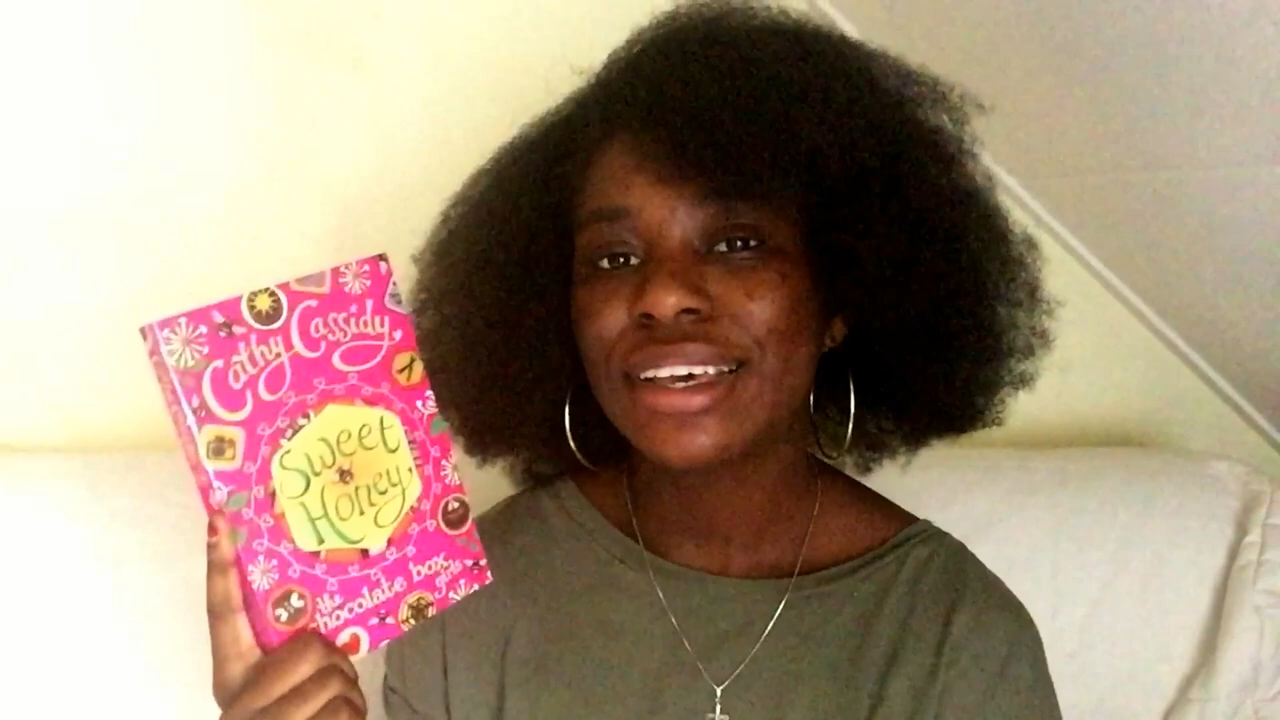 Cathy Cassidy
Sweet
Honey
the
chocolate box
girls